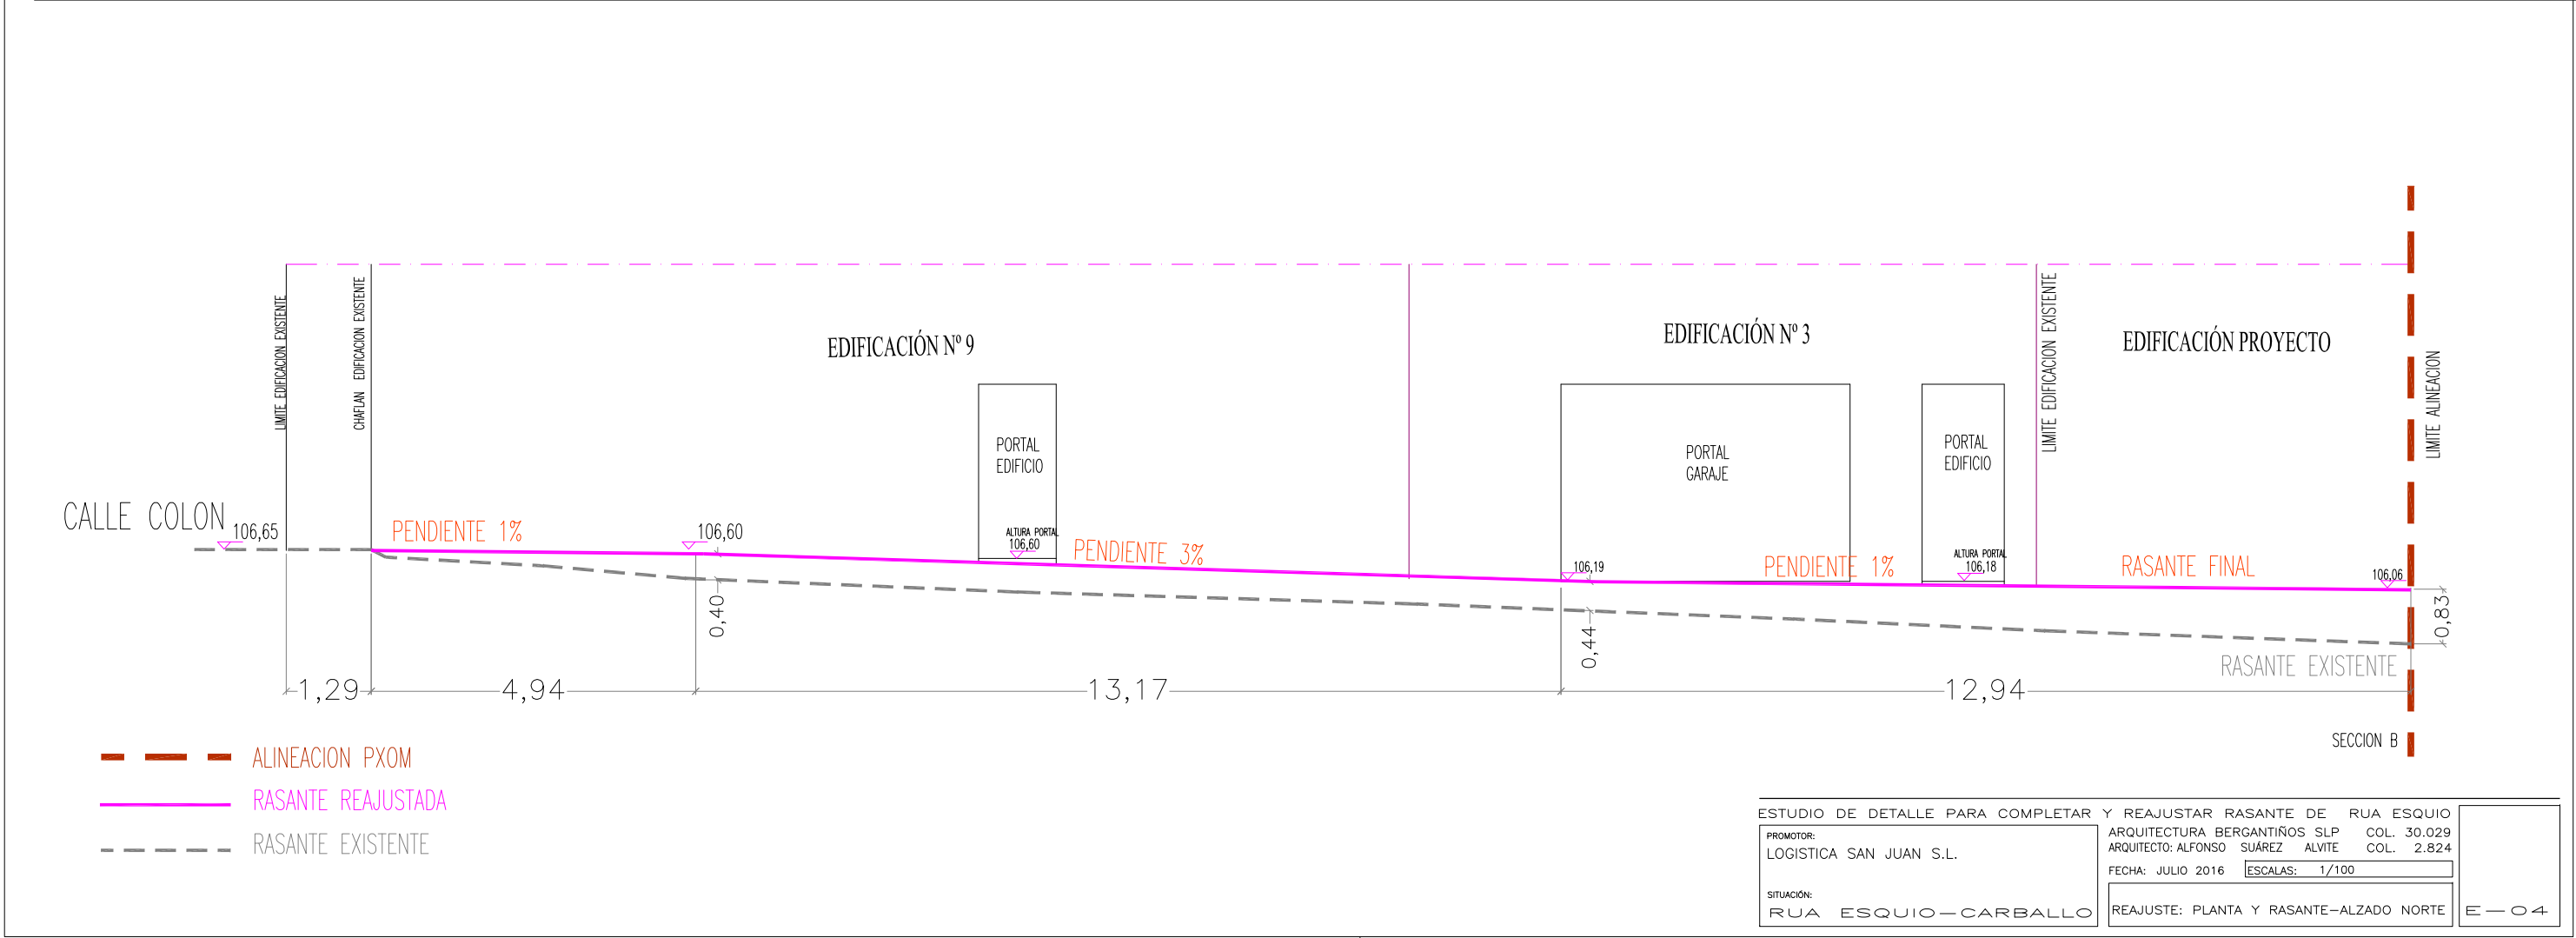 LIMITE EDIFICACION EXISTENTE
CHAFLAN EDIFICACION EXISTENTE
EDIFICACIÓN Nº 9
EDIFICACIÓN Nº 3
EDIFICACIÓN PROYECTO
LIMITE EDIFICACION EXISTENTE
LIMITE ALINEACION
PORTAL
EDIFICIO
PORTAL
GARAJE
PORTAL
EDIFICIO
CALLE COLON
106,65
PENDIENTE 1%
106,60
ALTURA PORTAL
106,60
PENDIENTE 3%
106,19
PENDIENTE 1%
ALTURA PORTAL
106,18
RASANTE FINAL
106,06
0,40
0,44
0,83
RASANTE EXISTENTE
1,29
4,94
13,17
12,94
SECCION B
ALINEACION PXOM
RASANTE REAJUSTADA
RASANTE EXISTENTE
ESTUDIO DE DETALLE PARA COMPLETAR Y REAJUSTAR RASANTE DE RUA ESQUIO
PROMOTOR:
LOGISTICA SAN JUAN S.L.
SITUACIÓN:
RUA ESQUIO-CARBALLO
ARQUITECTURA BERGANTIÑOS SLP COL. 30.029
ARQUITECTO: ALFONSO SUÁREZ ALVITE COL. 2.824
FECHA: JULIO 2016 ESCALAS: 1/100
REAJUSTE: PLANTA Y RASANTE-ALZADO NORTE
E-04